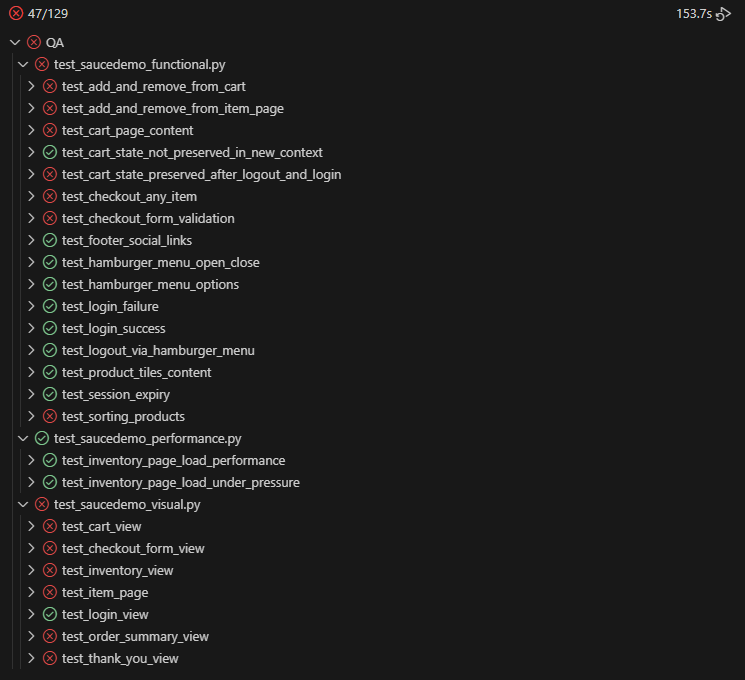 47/129 153.7s
QA
test_saucedemo_functional.py
test_add_and_remove_from_cart
test_add_and_remove_from_item_page
test_cart_page_content
test_cart_state_not_preserved_in_new_context
test_cart_state_preserved_after_logout_and_login
test_checkout_any_item
test_checkout_form_validation
test_footer_social_links
test_hamburger_menu_open_close
test_hamburger_menu_options
test_login_failure
test_login_success
test_logout_via_hamburger_menu
test_product_tiles_content
test_session_expiry
test_sorting_products
test_saucedemo_performance.py
test_inventory_page_load_performance
test_inventory_page_load_under_pressure
test_saucedemo_visual.py
test_cart_view
test_checkout_form_view
test_inventory_view
test_item_page
test_login_view
test_order_summary_view
test_thank_you_view